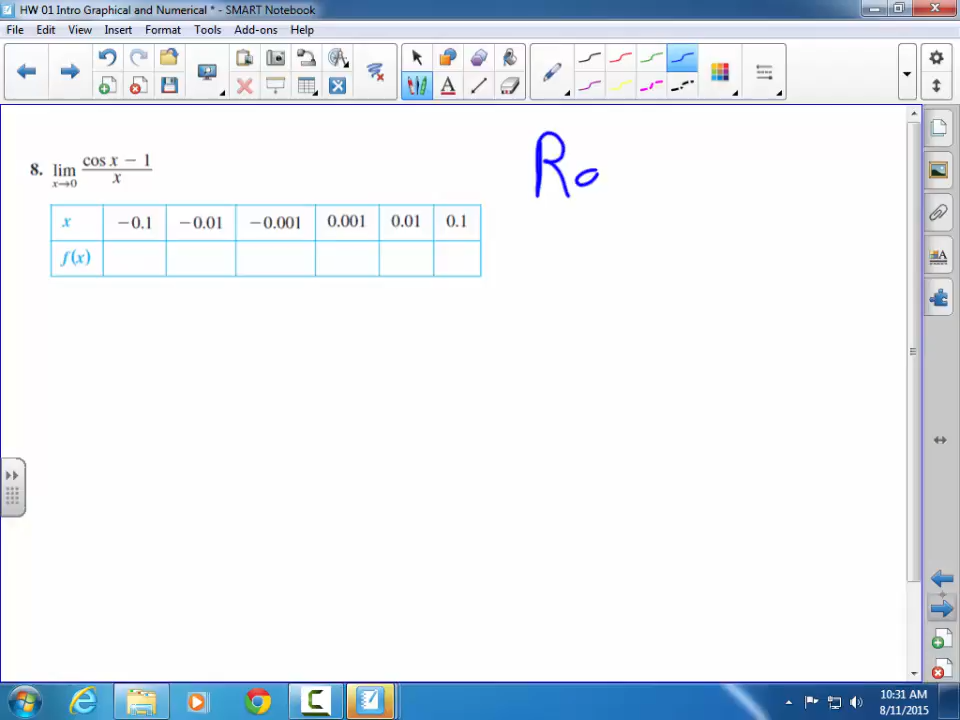 HW 01 Intro Graphical and Numerical * - SMART Notebook
File Edit View Insert Format Tools Add-ons Help
8. lim x→0 cos x − 1 / x
Ra
x −0.1 −0.01 −0.001 0.001 0.01 0.1
f(x)
10:31 AM
8/11/2015